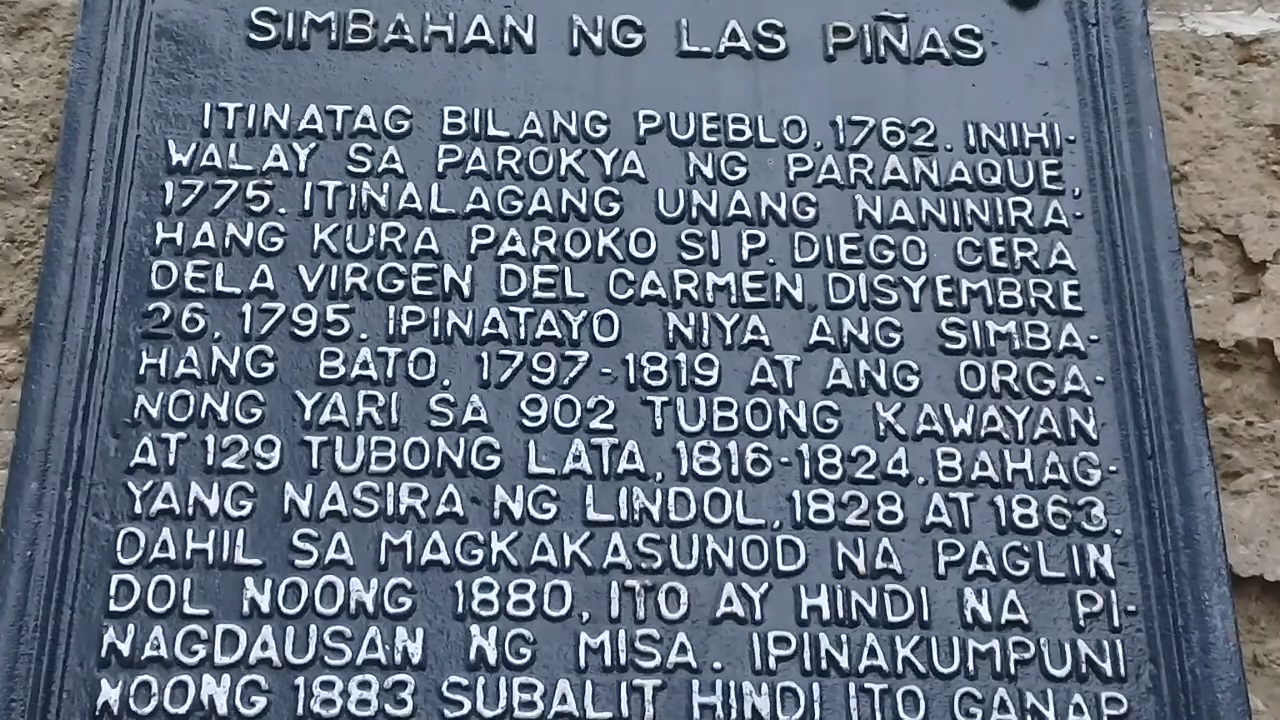 SIMBAHAN NG LAS PIÑAS
ITINATAG BILANG PUEBLO, 1762. INIHI-
WALAY SA PAROKYA NG PARAÑAQUE,
1775. ITINALAGANG UNANG NANINIRA-
HANG KURA PAROKO SI P. DIEGO CERA
DELA VIRGEN DEL CARMEN, DISYEMBRE
26, 1795. IPINATAYO NIYA ANG SIMBA-
HANG BATO, 1797-1819 AT ANG ORGA-
NONG YARI SA 902 TUBONG KAWAYAN
AT 129 TUBONG LATA, 1816-1824. BAHAG-
YANG NASIRA NG LINDOL, 1828 AT 1863.
DAHIL SA MAGKAKASUNOD NA PAGLIN
DOL NOONG 1880, ITO AY HINDI NA PI-
NAGDAUSAN NG MISA. IPINAKUMPUNI
NOONG 1883 SUBALIT HINDI ITO GANAP